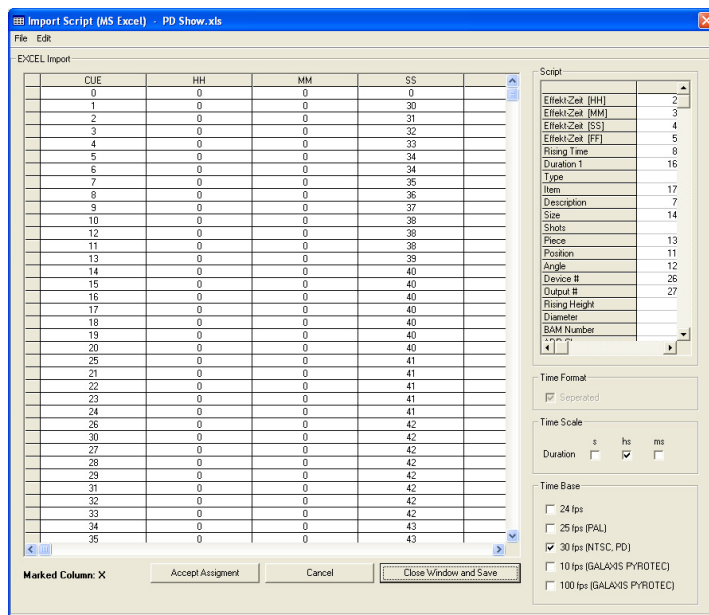 Import Script (MS Excel) - PD Show.xls
File Edit
EXCEL Import
CUE HH MM SS
0 0 0 0
1 0 0 30
2 0 0 31
3 0 0 32
4 0 0 33
5 0 0 34
6 0 0 34
7 0 0 35
8 0 0 36
9 0 0 37
10 0 0 38
12 0 0 38
11 0 0 38
13 0 0 39
14 0 0 40
15 0 0 40
16 0 0 40
17 0 0 40
18 0 0 40
19 0 0 40
20 0 0 40
25 0 0 41
21 0 0 41
22 0 0 41
23 0 0 41
24 0 0 41
26 0 0 42
30 0 0 42
27 0 0 42
28 0 0 42
29 0 0 42
31 0 0 42
32 0 0 42
33 0 0 42
34 0 0 43
35 0 0 43
Marked Column: X
Accept Assigment
Cancel
Close Window and Save
Script
Effekt-Zeit [HH] 2
Effekt-Zeit [MM] 3
Effekt-Zeit [SS] 4
Effekt-Zeit [FF] 5
Rising Time 8
Duration 1 16
Type
Item 17
Description 7
Size 14
Shots
Piece 13
Position 11
Angle 12
Device # 26
Output # 27
Rising Height
Diameter
BAM Number
Time Format
Seperated
Time Scale
s hs ms
Duration
Time Base
24 fps
25 fps (PAL)
30 fps (NTSC, PD)
10 fps (GALAXIS PYROTEC)
100 fps (GALAXIS PYROTEC)